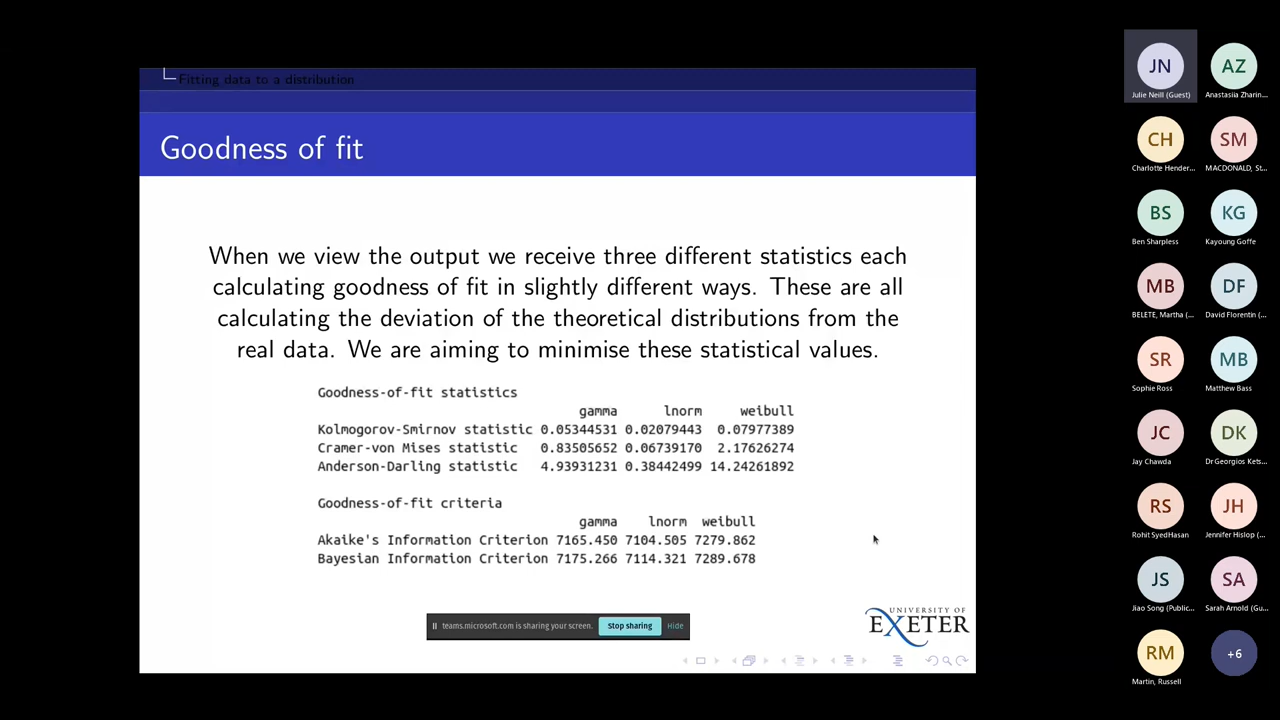 Fitting data to a distribution
Goodness of fit
When we view the output we receive three different statistics each
calculating goodness of fit in slightly different ways. These are all
calculating the deviation of the theoretical distributions from the
real data. We are aiming to minimise these statistical values.
Goodness-of-fit statistics
gamma lnorm weibull
Kolmogorov-Smirnov statistic 0.05344531 0.02079443 0.07977389
Cramer-von Mises statistic 0.83505652 0.06739170 2.17626274
Anderson-Darling statistic 4.93931231 0.38442499 14.24261892
Goodness-of-fit criteria
gamma lnorm weibull
Akaike's Information Criterion 7165.450 7104.505 7279.862
Bayesian Information Criterion 7175.266 7114.321 7289.678
teams.microsoft.com is sharing your screen. Stop sharing Hide
UNIVERSITY OF
EXETER
JN AZ
Julie Neill (Guest) Anastasiia Zharin...
CH SM
Charlotte Hender... MACDONALD, St...
BS KG
Ben Sharpless Kayoung Goffe
MB DF
BELETE, Martha (... David Florentin (...
SR MB
Sophie Ross Matthew Bass
JC DK
Jay Chawda Dr Georgios Kets...
RS JH
Rohit SyedHasan Jennifer Hislop (...
JS SA
Jiao Song (Public... Sarah Arnold (Gu...
RM +6
Martin, Russell